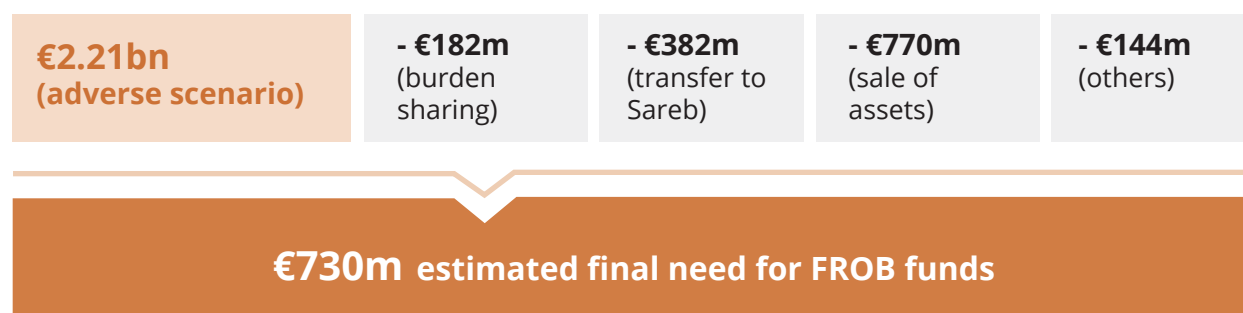 €2.21bn
(adverse scenario)
- €182m
(burden
sharing)
- €382m
(transfer to
Sareb)
- €770m
(sale of
assets)
- €144m
(others)
€730m estimated final need for FROB funds